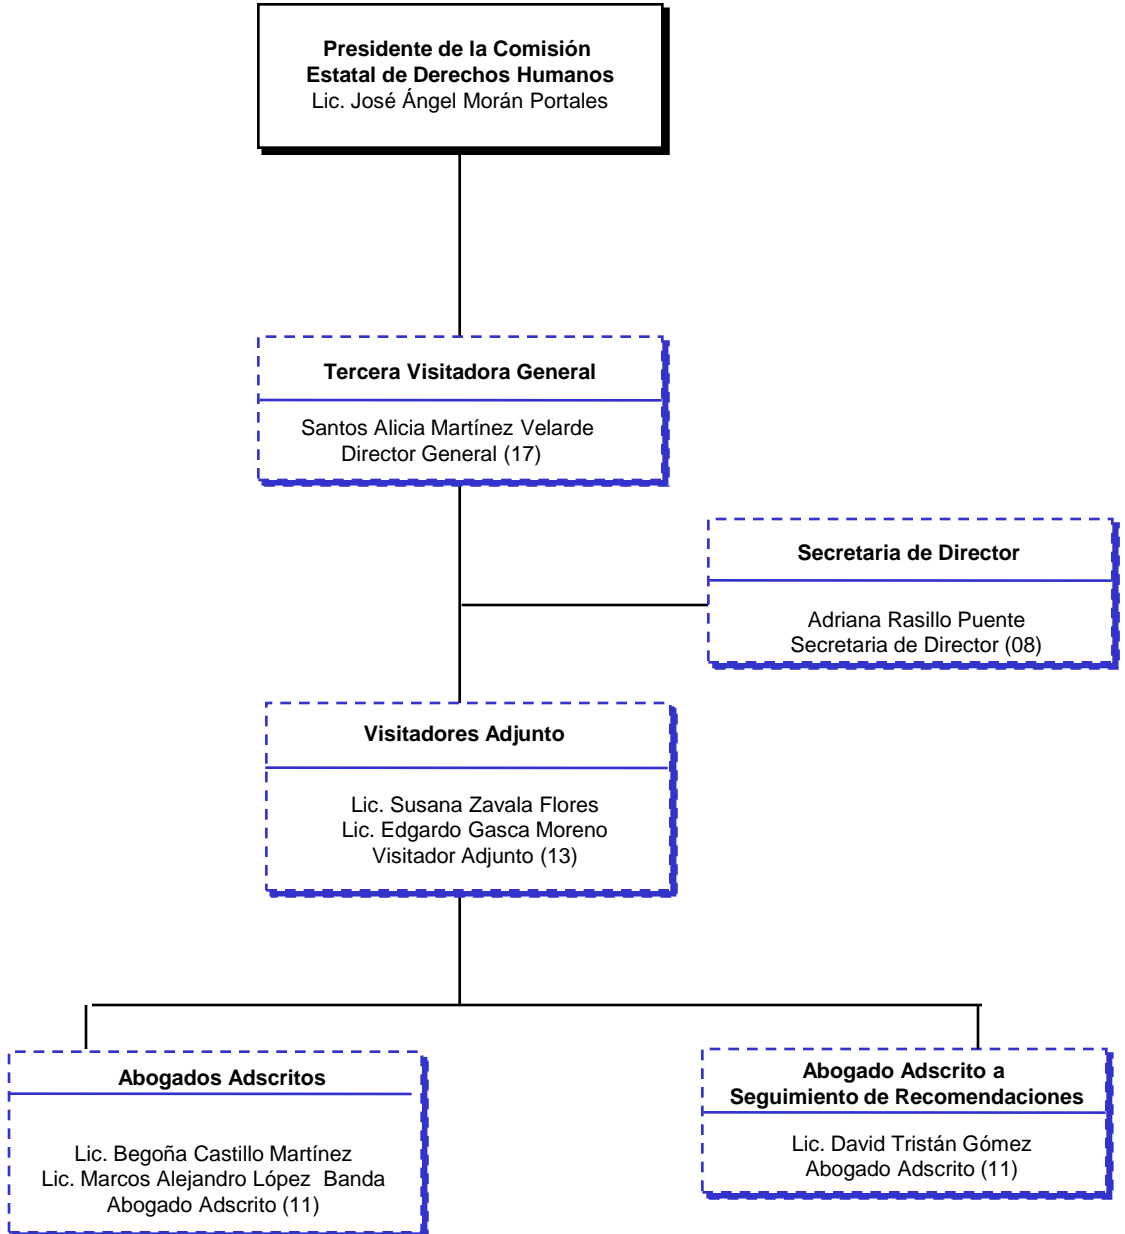 Presidente de la Comisión
Estatal de Derechos Humanos
Lic. José Ángel Morán Portales
Tercera Visitadora General
Santos Alicia Martínez Velarde
Director General (17)
Secretaria de Director
Adriana Rasillo Puente
Secretaria de Director (08)
Visitadores Adjunto
Lic. Susana Zavala Flores
Lic. Edgardo Gasca Moreno
Visitador Adjunto (13)
Abogados Adscritos
Lic. Begoña Castillo Martínez
Lic. Marcos Alejandro López  Banda
Abogado Adscrito (11)
Abogado Adscrito a
Seguimiento de Recomendaciones
Lic. David Tristán Gómez
Abogado Adscrito (11)